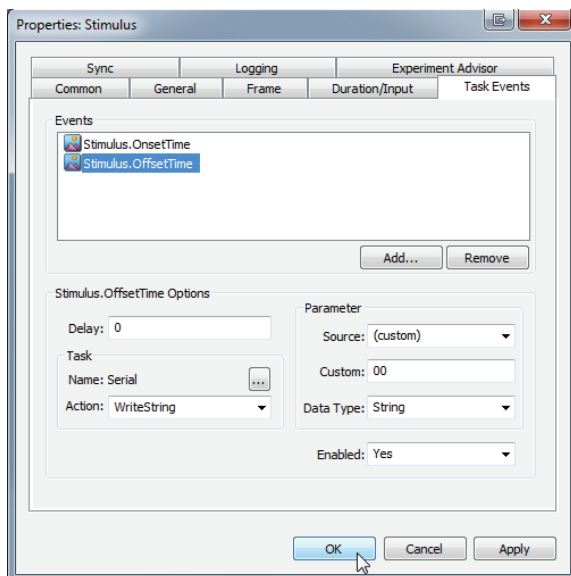 Properties: Stimulus
Sync Logging Experiment Advisor
Common General Frame Duration/Input Task Events
Events
Stimulus.OnsetTime
Stimulus.OffsetTime
Add... Remove
Stimulus.OffsetTime Options
Parameter
Delay: 0
Source: (custom)
Task
Name: Serial ...
Custom: 00
Action: WriteString
Data Type: String
Enabled: Yes
OK Cancel Apply